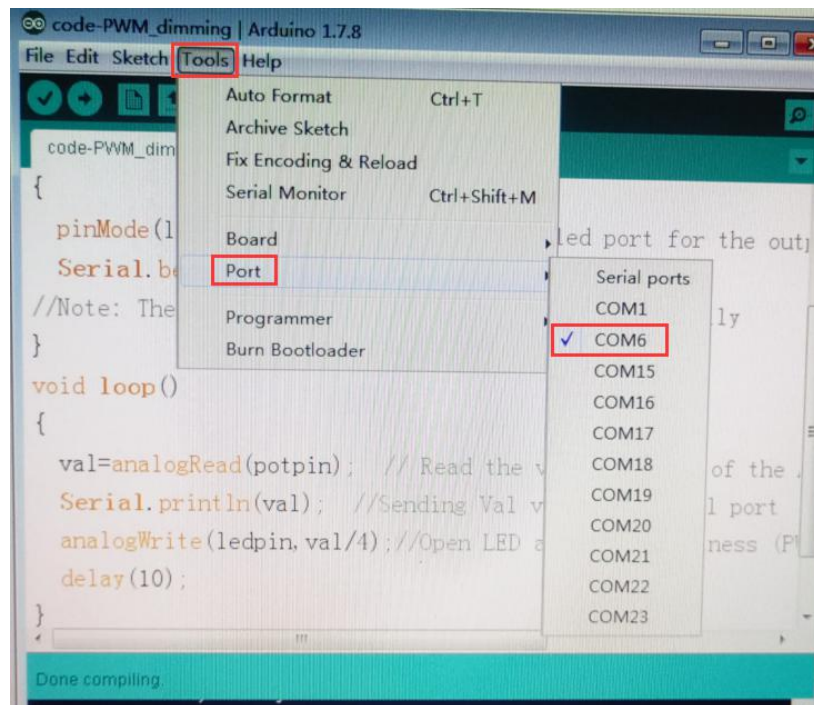 code-PWM_dimming | Arduino 1.7.8
File Edit Sketch Tools Help
Auto Format Ctrl+T
Archive Sketch
Fix Encoding & Reload
Serial Monitor Ctrl+Shift+M
Board
Port
Programmer
Burn Bootloader
Serial ports
COM1
COM6
COM15
COM16
COM17
COM18
COM19
COM20
COM21
COM22
COM23
code-PWM_dim
{
pinMode(l led port for the outp
Serial.be
//Note: The ly
}
void loop()
{
val=analogRead(potpin); // Read the v of the
Serial.println(val); //Sending Val v l port
analogWrite(ledpin,val/4);//Open LED a ness (P
delay(10);
}
Done compiling.